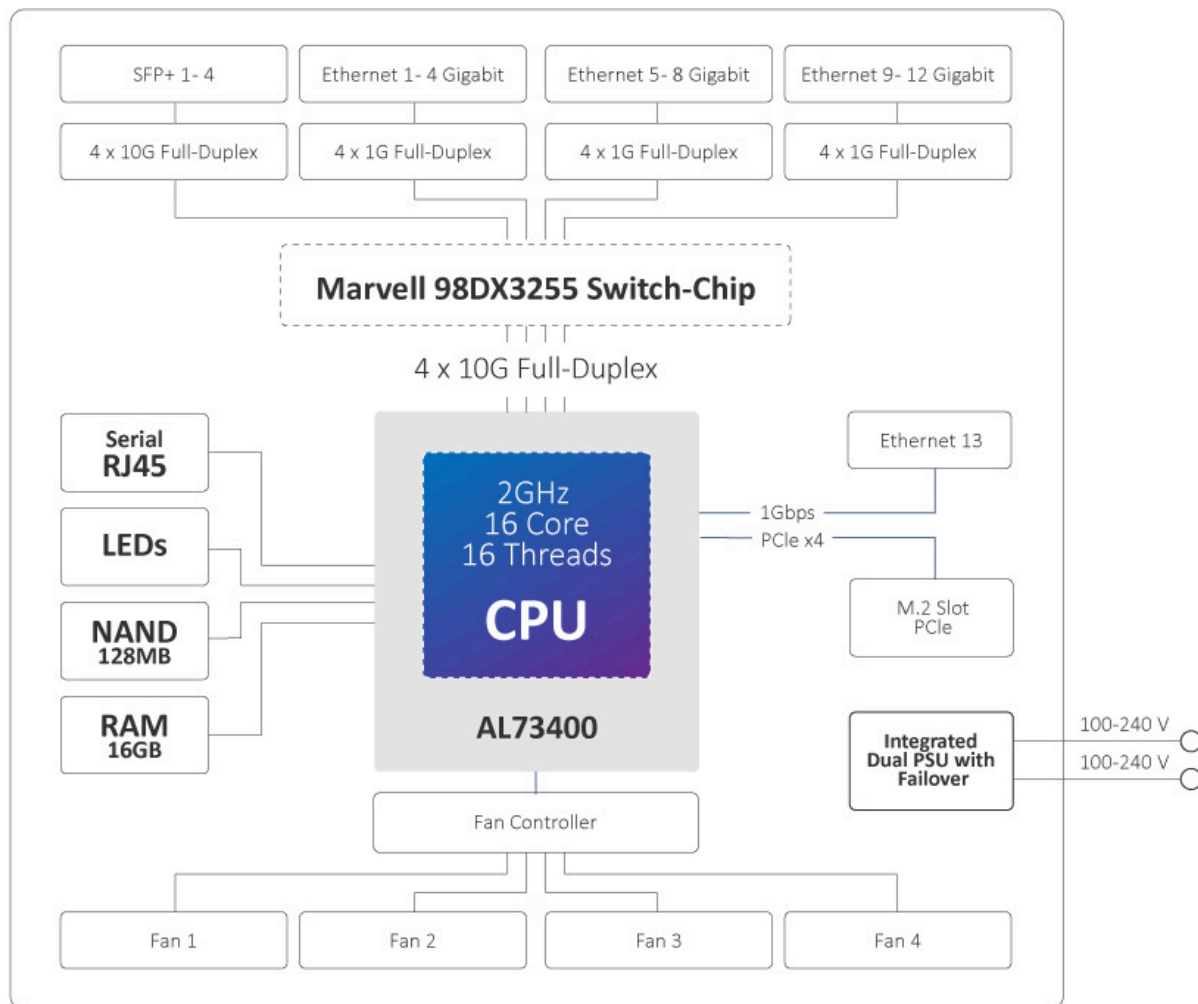 SFP+ 1- 4
Ethernet 1- 4 Gigabit
Ethernet 5- 8 Gigabit
Ethernet 9- 12 Gigabit
4 x 10G Full-Duplex
4 x 1G Full-Duplex
4 x 1G Full-Duplex
4 x 1G Full-Duplex
Marvell 98DX3255 Switch-Chip
4 x 10G Full-Duplex
Serial
RJ45
LEDs
NAND
128MB
RAM
16GB
2GHz
16 Core
16 Threads
CPU
AL73400
Ethernet 13
1Gbps
PCIe x4
M.2 Slot
PCIe
Integrated
Dual PSU with
Failover
100-240 V
100-240 V
Fan Controller
Fan 1
Fan 2
Fan 3
Fan 4